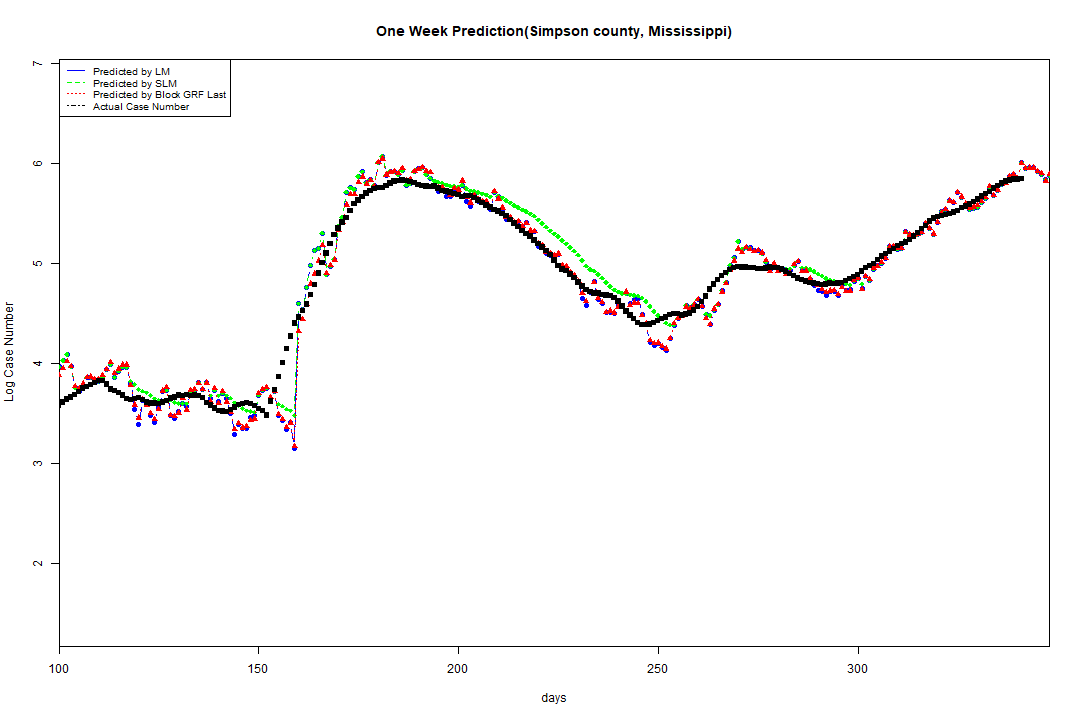 One Week Prediction(Simpson county, Mississippi)
Predicted by LM
Predicted by SLM
Predicted by Block GRF Last
Actual Case Number
7
6
5
4
3
2
Log Case Number
100 150 200 250 300
days